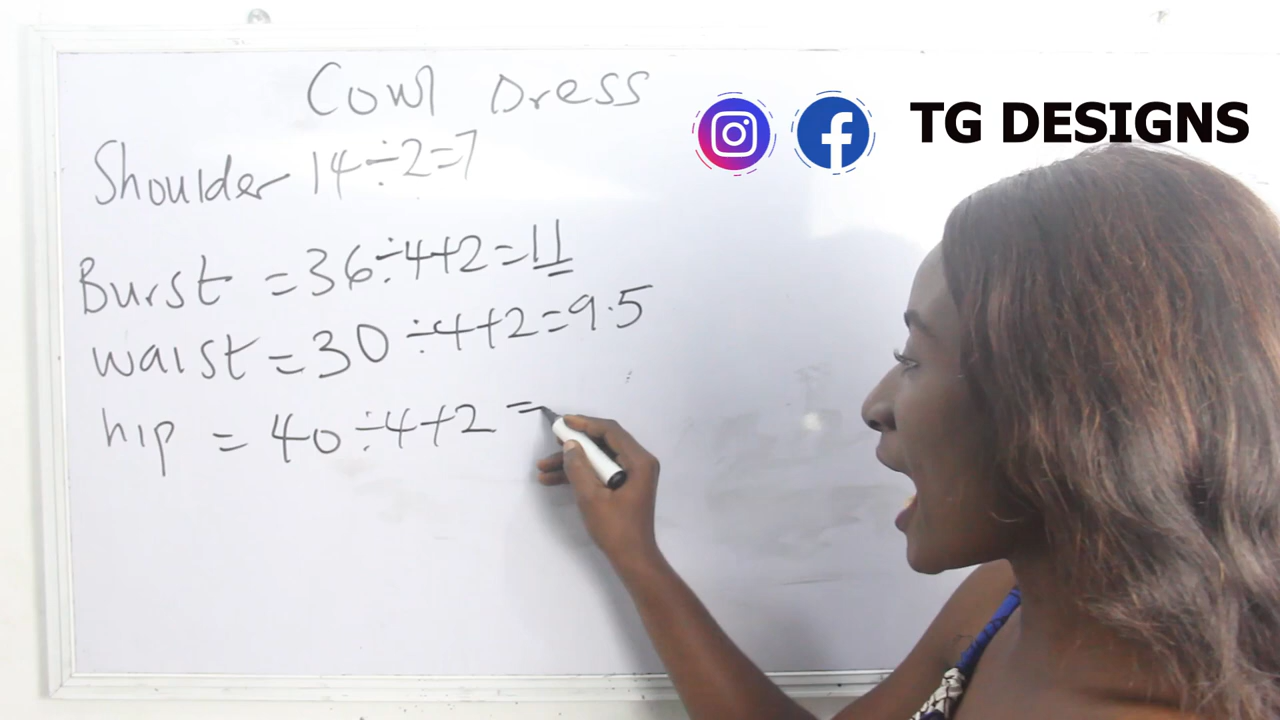 Cowl Dress
TG DESIGNS
Shoulder 14÷2=7
Burst = 36÷4+2=11
waist = 30÷4+2=9.5
hip = 40÷4+2 =